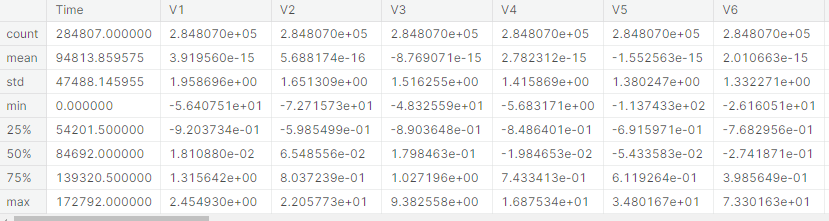 Time V1 V2 V3 V4 V5 V6
count 284807.000000 2.848070e+05 2.848070e+05 2.848070e+05 2.848070e+05 2.848070e+05 2.848070e+05
mean 94813.859575 3.919560e-15 5.688174e-16 -8.769071e-15 2.782312e-15 -1.552563e-15 2.010663e-15
std 47488.145955 1.958696e+00 1.651309e+00 1.516255e+00 1.415869e+00 1.380247e+00 1.332271e+00
min 0.000000 -5.640751e+01 -7.271573e+01 -4.832559e+01 -5.683171e+00 -1.137433e+02 -2.616051e+01
25% 54201.500000 -9.203734e-01 -5.985499e-01 -8.903648e-01 -8.486401e-01 -6.915971e-01 -7.682956e-01
50% 84692.000000 1.810880e-02 6.548556e-02 1.798463e-01 -1.984653e-02 -5.433583e-02 -2.741871e-01
75% 139320.500000 1.315642e+00 8.037239e-01 1.027196e+00 7.433413e-01 6.119264e-01 3.985649e-01
max 172792.000000 2.454930e+00 2.205773e+01 9.382558e+00 1.687534e+01 3.480167e+01 7.330163e+01